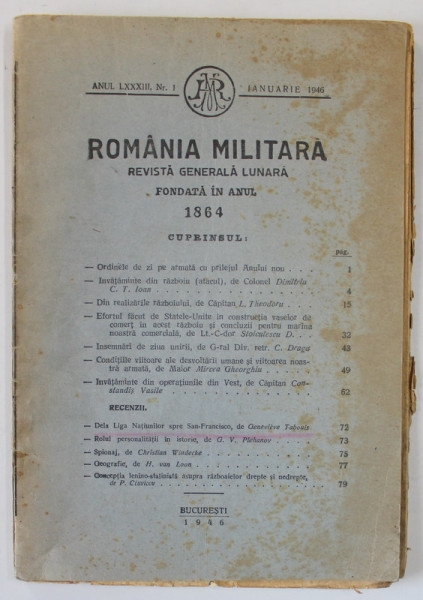 ANUL LXXXIII, Nr. 1 IANUARIE 1946
ROMÂNIA MILITARĂ
REVISTĂ GENERALĂ LUNARĂ
FONDATĂ ÎN ANUL
1864
CUPRINSUL:
pag.
— Ordinele de zi pe armată cu prilejul Anului nou . . . . 1
— Învățăminte din războiu (atacul), de Colonel Dimitriu
C. T. Ioan . . . . 4
— Din realizările războiului, de Căpitan L. Theodoru . . . 15
— Efortul făcut de Statele-Unite în construcția vaselor de
comerț în acest războiu și concluzii pentru marina
noastră comercială, de Lt.-C-dor Stoienlescu D. . . . 32
— Însemnări de ziua unirii, de G-ral Div. retr. C. Dragu 43
— Condițiile viitoare ale desvoltării umane și viitoarea noas-
tră armată, de Maior Mircea Gheorghiu . . . . 49
— Învățăminte din operațiunile din Vest, de Căpitan Con-
standiș Vasile . . . . 62
RECENZII.
— Dela Liga Națiunilor spre San-Francisco, de Geneviève Tabouis 72
— Rolul personalității în istorie, de G. V. Plehanov . . 73
— Spionaj, de Christian Windecke . . . . 75
— Geografie, de H. van Loon . . . . 77
— Concepția lenino-stalinistă asupra războaielor drepte și nedrepte,
de P. . . . 79
BUCUREȘTI
1946